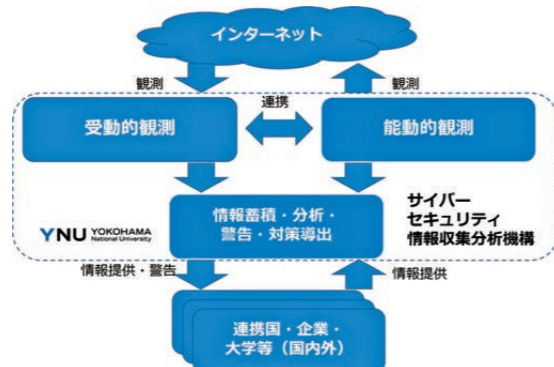 インターネット
観測
観測
連携
受動的観測
能動的観測
情報蓄積・分析・
警告・対策導出
サイバー
セキュリティ
情報収集分析機構
YNU YOKOHAMA
National University
情報提供・警告
情報提供
連携国・企業・
大学等（国内外）